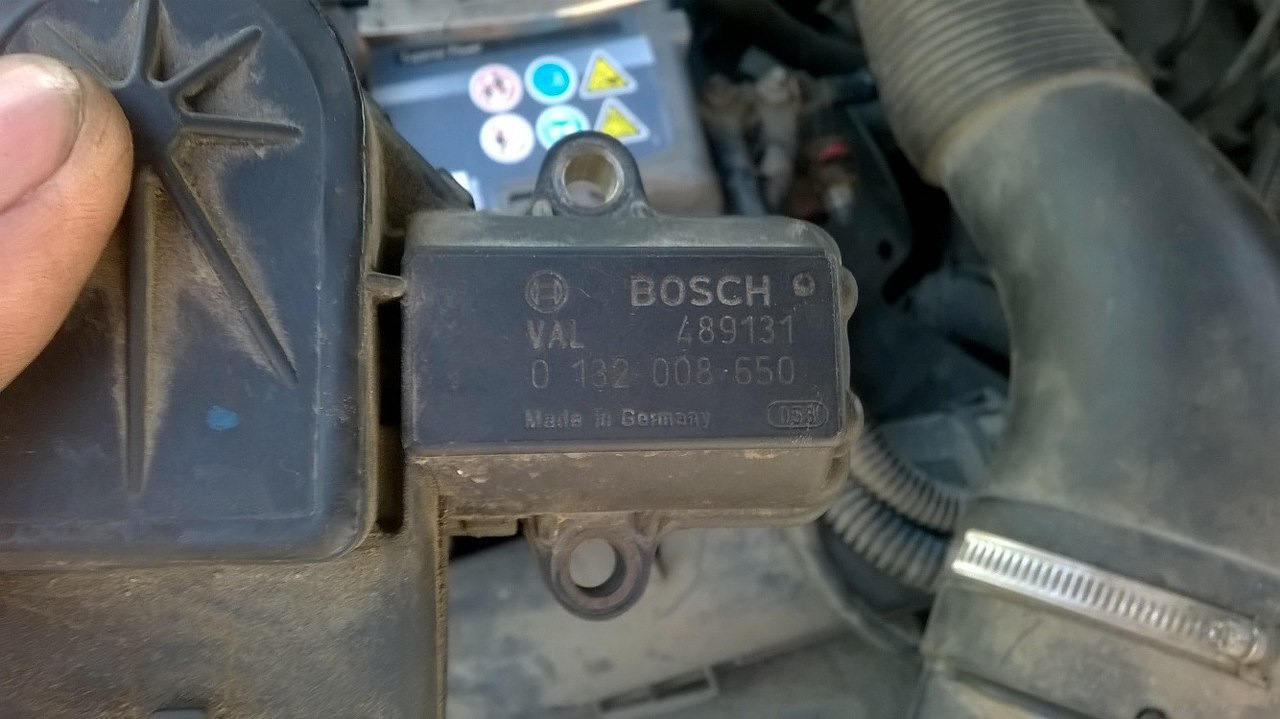 BOSCH
VAL 489131
0 132 008 650
Made in Germany